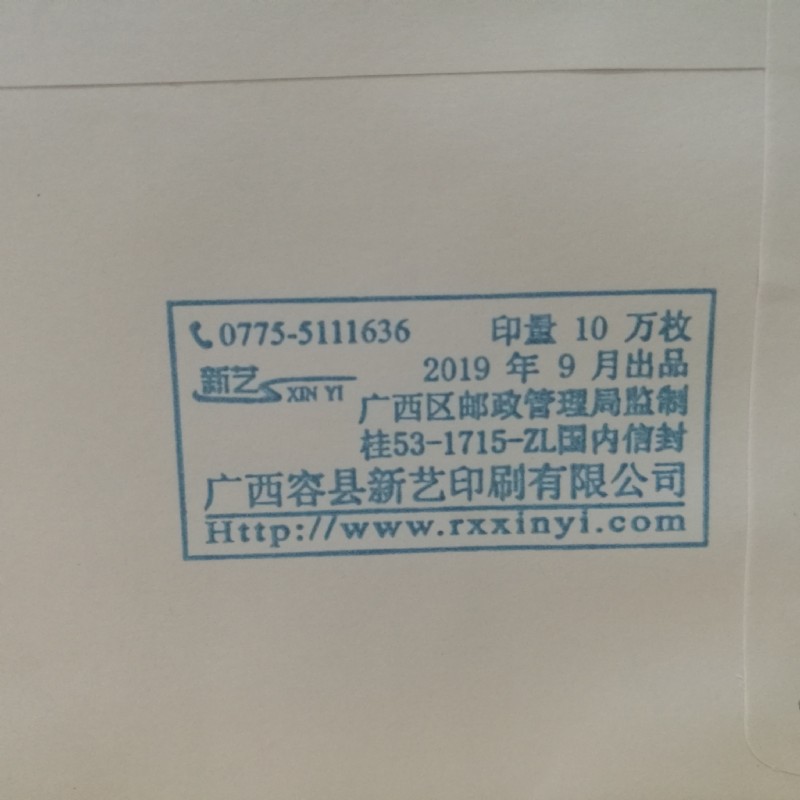 0775-5111636 印量 10 万枚
新艺 XIN YI 2019 年 9 月出品
广西区邮政管理局监制
桂53-1715-ZL国内信封
广西容县新艺印刷有限公司
Http://www.rxxinyi.com